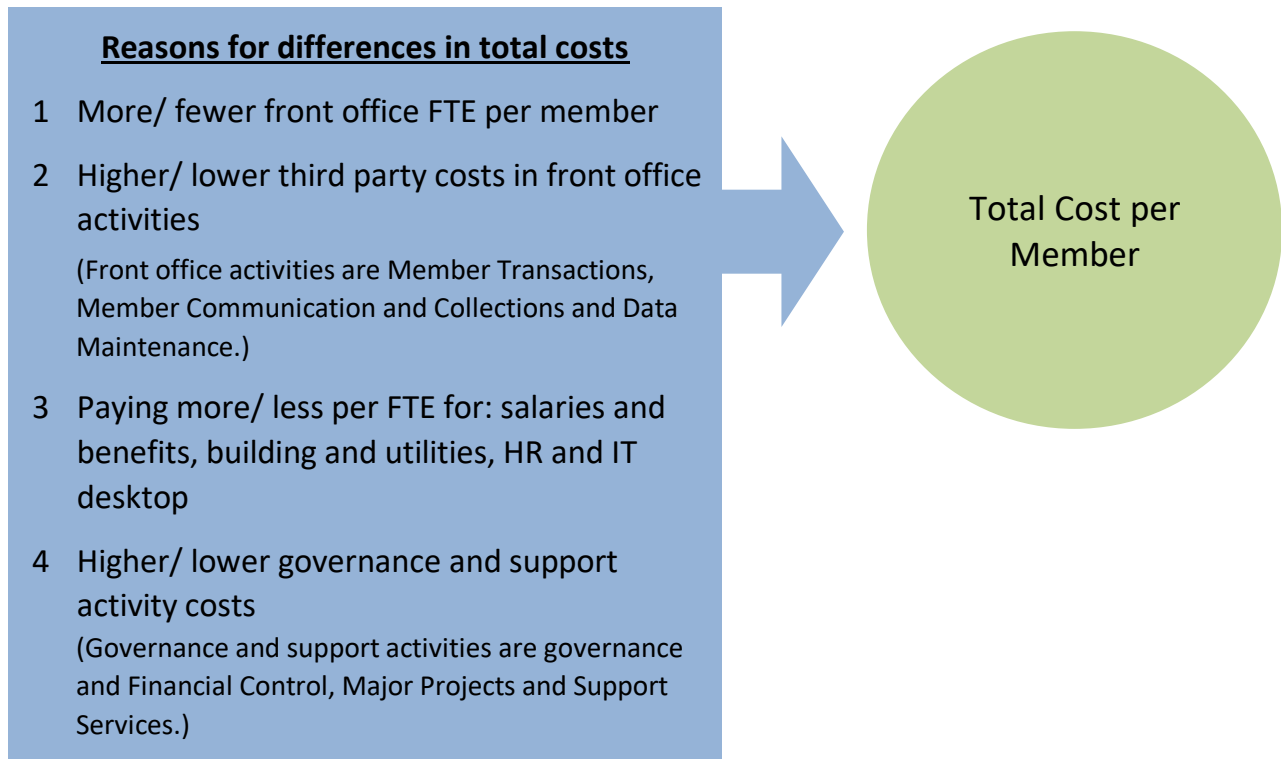 Reasons for differences in total costs
1 More/ fewer front office FTE per member
2 Higher/ lower third party costs in front office
activities
(Front office activities are Member Transactions,
Member Communication and Collections and Data
Maintenance.)
3 Paying more/ less per FTE for: salaries and
benefits, building and utilities, HR and IT
desktop
4 Higher/ lower governance and support
activity costs
(Governance and support activities are governance
and Financial Control, Major Projects and Support
Services.)
Total Cost per
Member